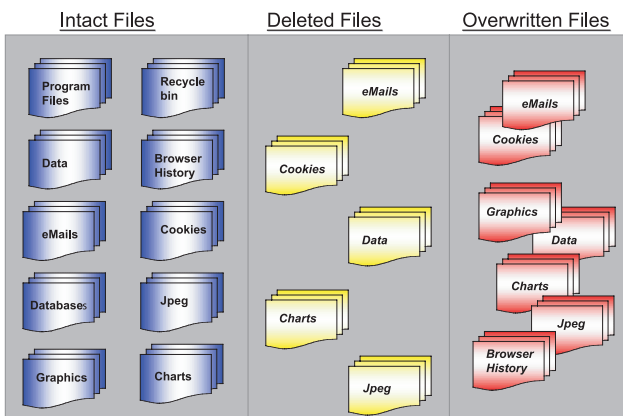 Intact Files
Deleted Files
Overwritten Files
Program
Files
Recycle
bin
Data
Browser
History
eMails
Cookies
Databases
Jpeg
Graphics
Charts
eMails
Cookies
Data
Charts
Jpeg
eMails
Cookies
Graphics
Data
Charts
Jpeg
Browser
History